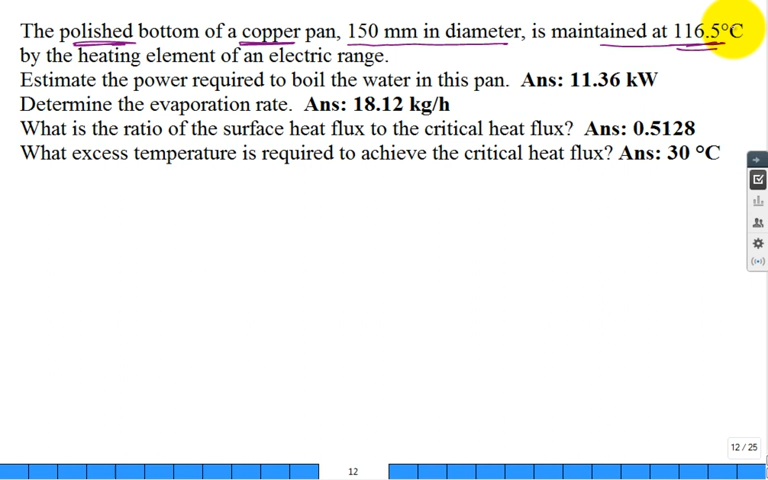 The polished bottom of a copper pan, 150 mm in diameter, is maintained at 116.5°C
by the heating element of an electric range.
Estimate the power required to boil the water in this pan.  Ans: 11.36 kW
Determine the evaporation rate.  Ans: 18.12 kg/h
What is the ratio of the surface heat flux to the critical heat flux?  Ans: 0.5128
What excess temperature is required to achieve the critical heat flux? Ans: 30 °C
12 / 25
12